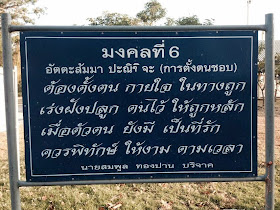 มงคลที่ 6
อัตตะสัมมา ปะณิธิ จะ (การตั้งตนชอบ)
ต้องตั้งตน กายใจ ในทางถูก
เร่งฝังปลูก ตนไว้ ให้ถูกหลัก
เมื่อตัวตน ยังมี เป็นที่รัก
ควรพิทักษ์ ให้งาม ตามเวลา
นายสมพูล ทองปาน บริจาค